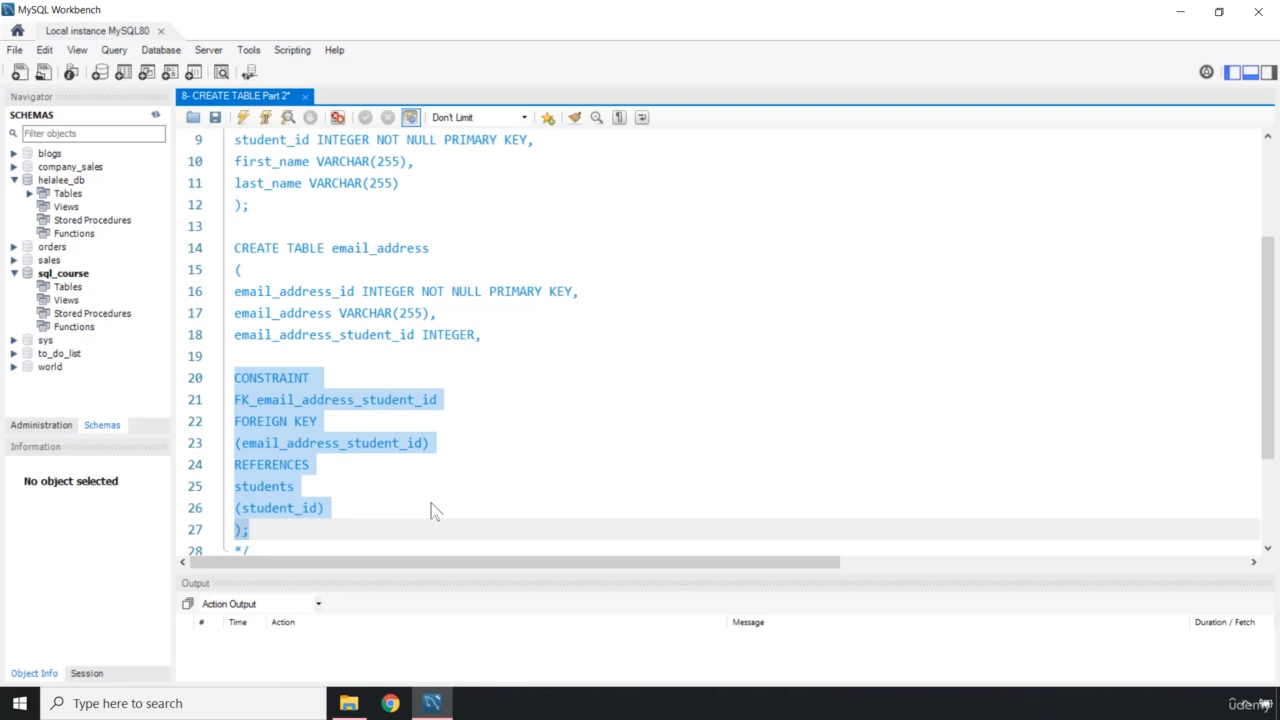 MySQL Workbench
Local instance MySQL80
File Edit View Query Database Server Tools Scripting Help
Navigator
SCHEMAS
Filter objects
blogs
company_sales
helalee_db
Tables
Views
Stored Procedures
Functions
orders
sales
sql_course
Tables
Views
Stored Procedures
Functions
sys
to_do_list
world
Administration Schemas
Information
No object selected
Object Info Session
8- CREATE TABLE Part 2*
Don't Limit
9 student_id INTEGER NOT NULL PRIMARY KEY,
10 first_name VARCHAR(255),
11 last_name VARCHAR(255)
12 );
13
14 CREATE TABLE email_address
15 (
16 email_address_id INTEGER NOT NULL PRIMARY KEY,
17 email_address VARCHAR(255),
18 email_address_student_id INTEGER,
19
20 CONSTRAINT
21 FK_email_address_student_id
22 FOREIGN KEY
23 (email_address_student_id)
24 REFERENCES
25 students
26 (student_id)
27 );
28 */
Output
Action Output
# Time Action Message Duration / Fetch
Type here to search
udemy